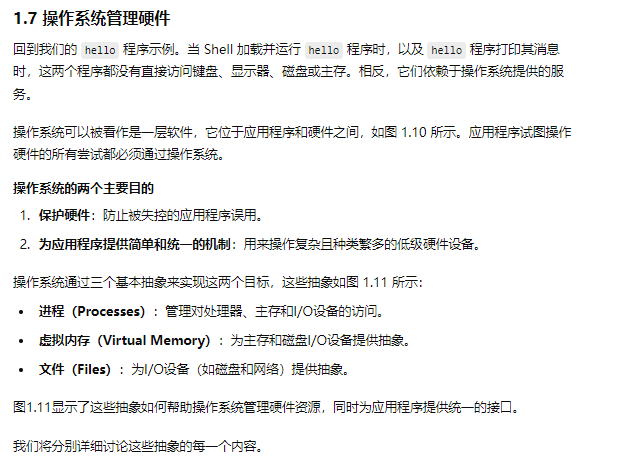 1.7 操作系统管理硬件
回到我们的 hello 程序示例。当 Shell 加载并运行 hello 程序时，以及 hello 程序打印其消息
时，这两个程序都没有直接访问键盘、显示器、磁盘或主存。相反，它们依赖于操作系统提供的服
务。
操作系统可以被看作是一层软件，它位于应用程序和硬件之间，如图 1.10 所示。应用程序试图操作
硬件的所有尝试都必须通过操作系统。
操作系统的两个主要目的
1. 保护硬件：防止被失控的应用程序误用。
2. 为应用程序提供简单和统一的机制：用来操作复杂且种类繁多的低级硬件设备。
操作系统通过三个基本抽象来实现这两个目标，这些抽象如图 1.11 所示：
• 进程（Processes）：管理对处理器、主存和I/O设备的访问。
• 虚拟内存（Virtual Memory）：为主存和磁盘I/O设备提供抽象。
• 文件（Files）：为I/O设备（如磁盘和网络）提供抽象。
图1.11显示了这些抽象如何帮助操作系统管理硬件资源，同时为应用程序提供统一的接口。
我们将分别详细讨论这些抽象的每一个内容。